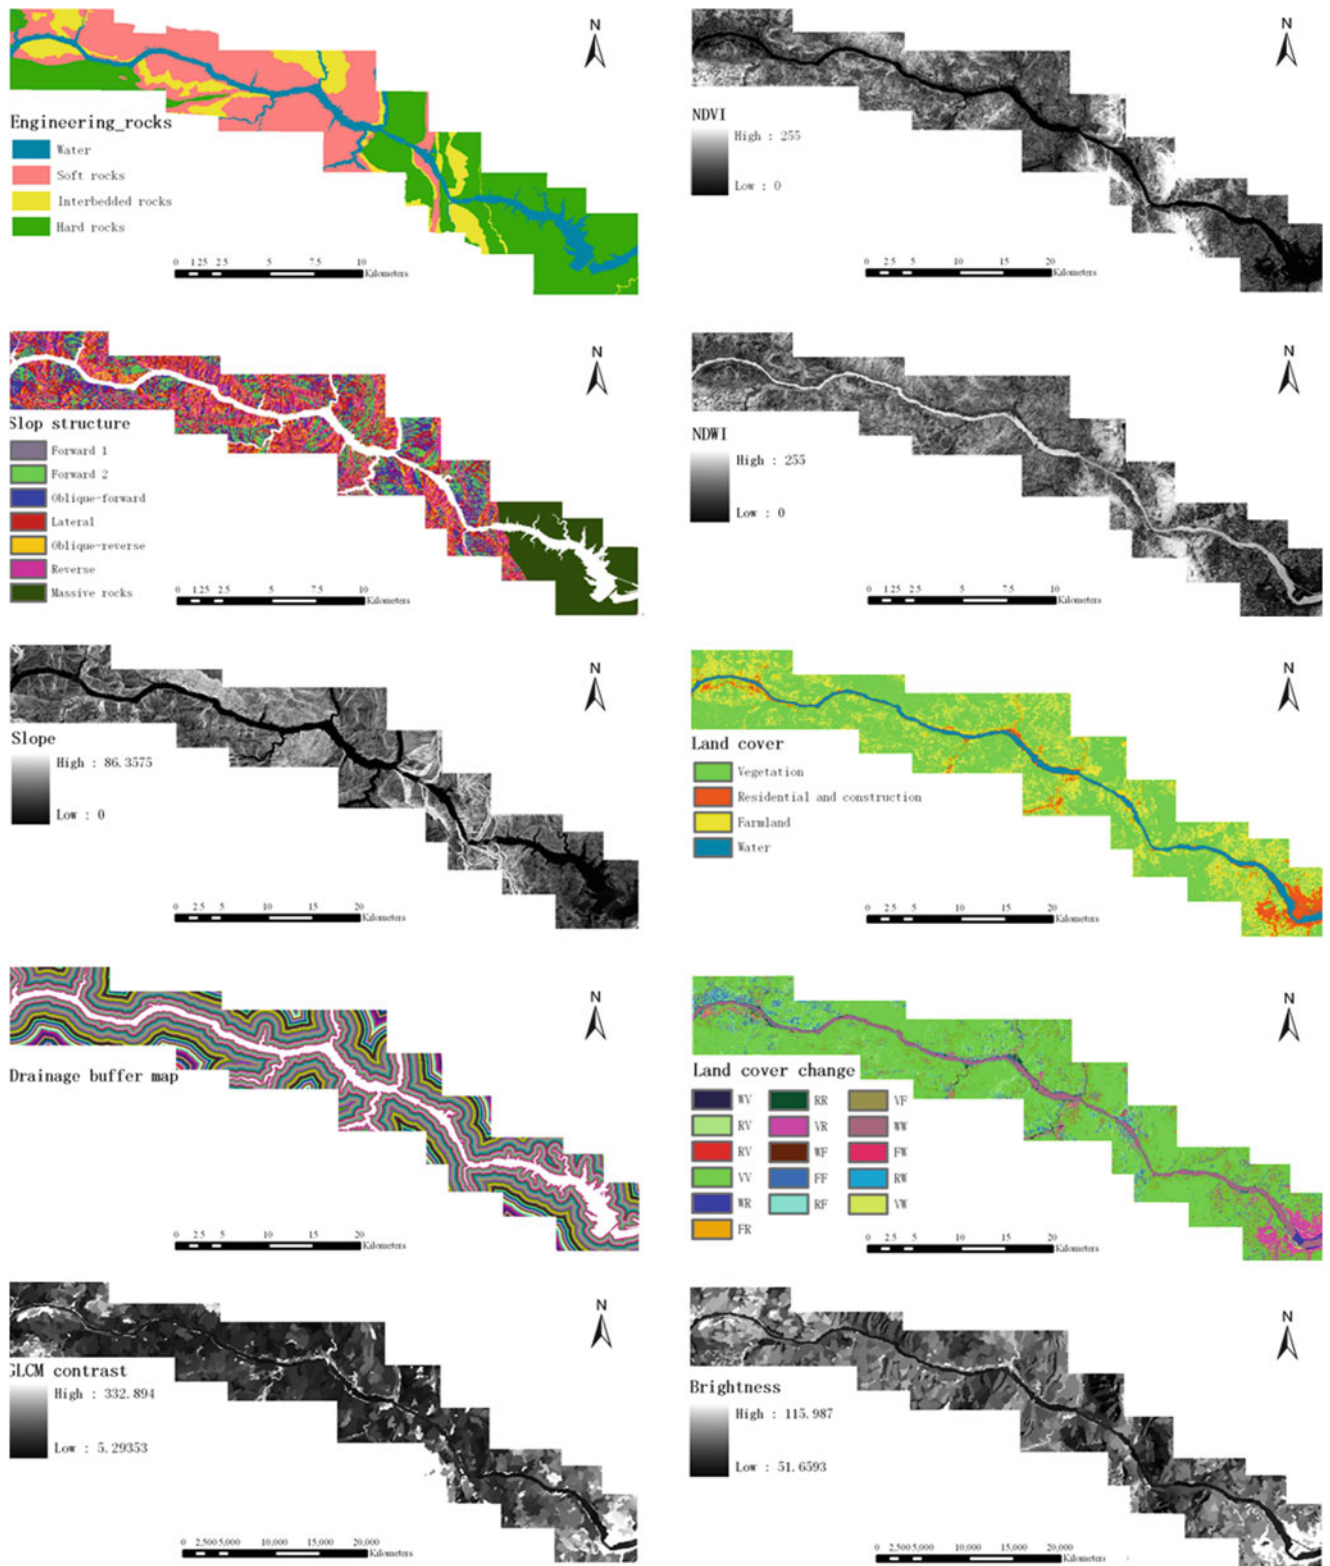 N
Engineering_rocks
Water
Soft rocks
Interbedded rocks
Hard rocks
0 1.25 2.5 5 7.5 10
Kilometers
N
NDVI
High : 255
Low : 0
0 2.5 5 10 15 20
Kilometers
N
Slop structure
Forward 1
Forward 2
Oblique-forward
Lateral
Oblique-reverse
Reverse
Massive rocks
0 1.25 2.5 5 7.5 10
Kilometers
N
NDWI
High : 255
Low : 0
0 1.25 2.5 5 7.5 10
Kilometers
N
Slope
High : 86.3575
Low : 0
0 2.5 5 10 15 20
Kilometers
N
Land cover
Vegetation
Residential and construction
Farmland
Water
0 2.5 5 10 15 20
Kilometers
N
Drainage buffer map
0 2.5 5 10 15 20
Kilometers
N
Land cover change
WV RR VF
RV VR WW
RV WF FW
VV FF RW
WR RF VW
FR
0 2.5 5 10 15 20
Kilometers
N
GLCM contrast
High : 332.894
Low : 5.29353
0 2,500 5,000 10,000 15,000 20,000
Kilometers
N
Brightness
High : 115.987
Low : 51.6593
0 2,500 5,000 10,000 15,000 20,000
Kilometers